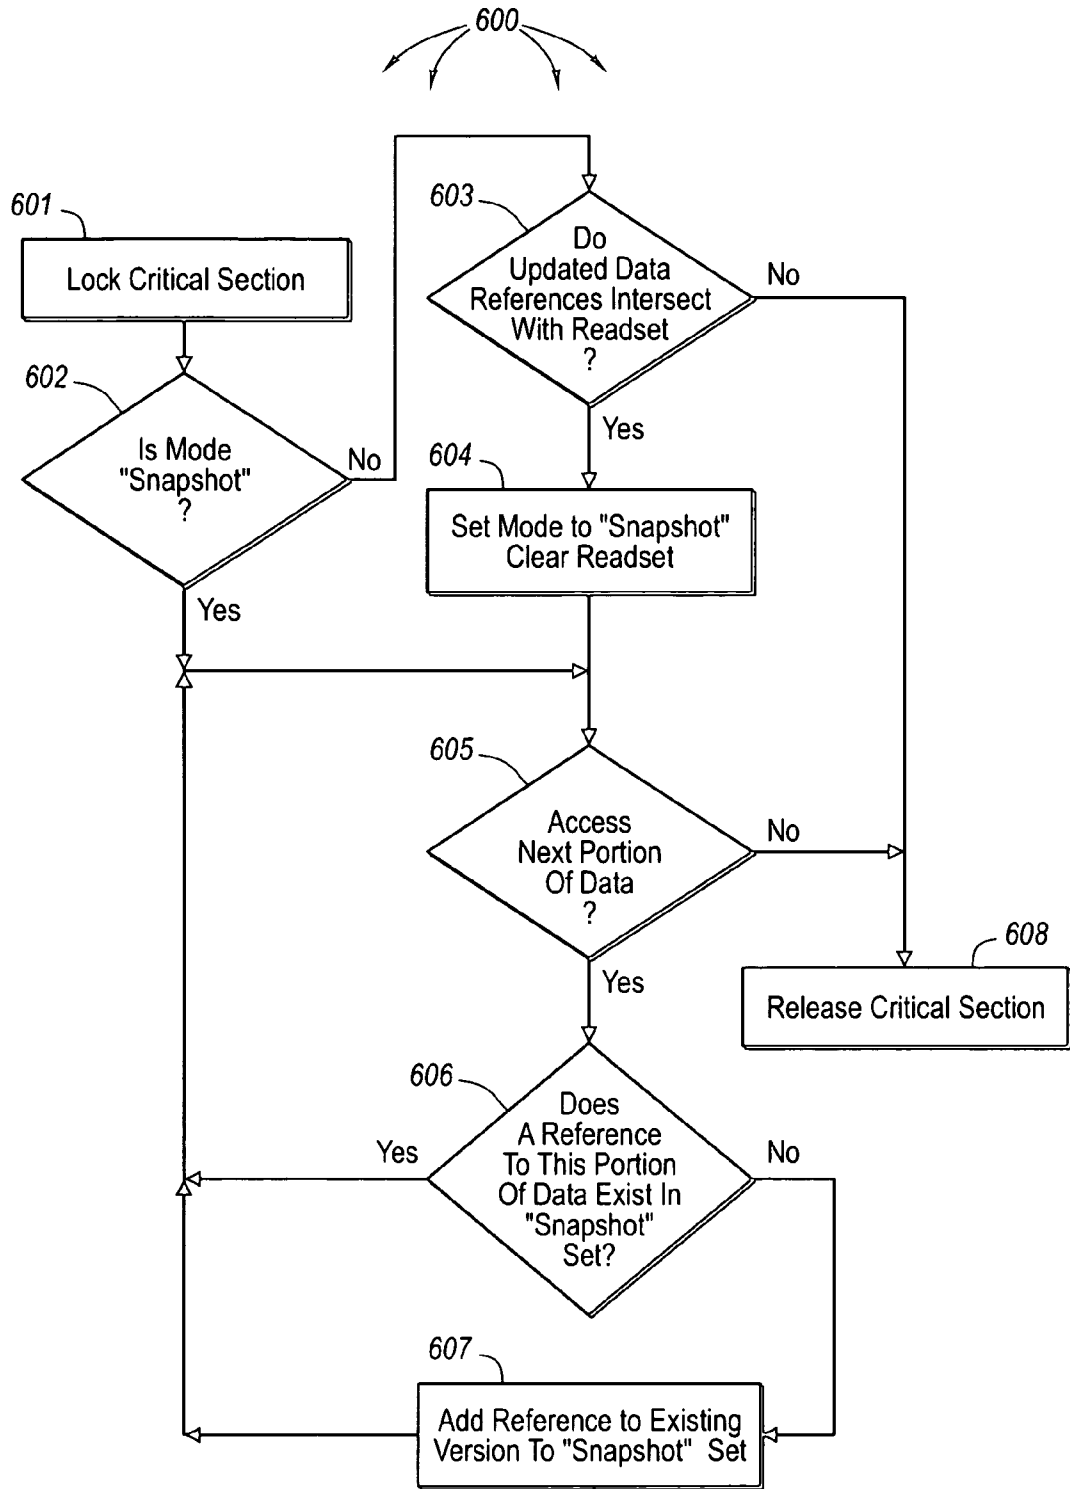 600
601
Lock Critical Section
602
Is Mode
"Snapshot"
?
No
Yes
603
Do
Updated Data
References Intersect
With Readset
?
No
Yes
604
Set Mode to "Snapshot"
Clear Readset
605
Access
Next Portion
Of Data
?
No
Yes
608
Release Critical Section
606
Does
A Reference
To This Portion
Of Data Exist In
"Snapshot"
Set?
Yes
No
607
Add Reference to Existing
Version To "Snapshot" Set